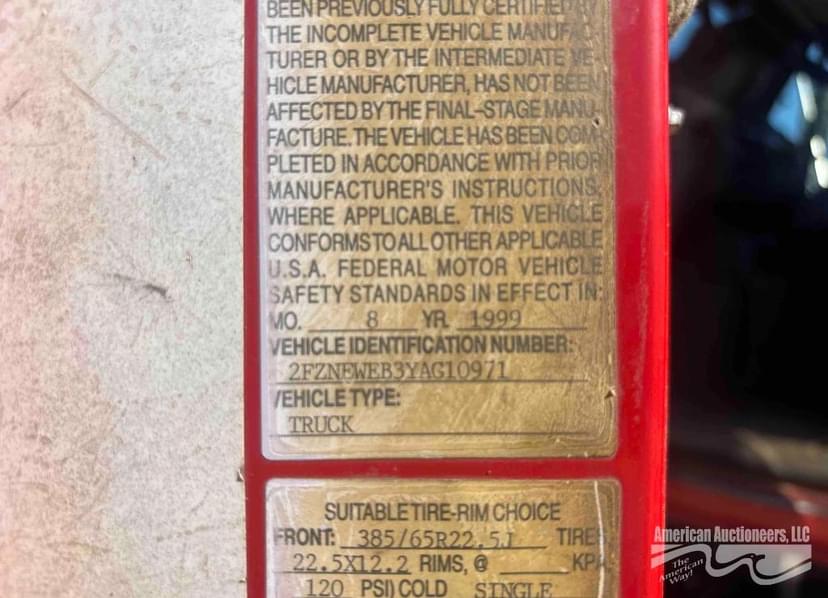 BEEN PREVIOUSLY FULLY CERTIFIED BY
THE INCOMPLETE VEHICLE MANUFAC-
TURER OR BY THE INTERMEDIATE VE-
HICLE MANUFACTURER, HAS NOT BEEN
AFFECTED BY THE FINAL-STAGE MANU-
FACTURE. THE VEHICLE HAS BEEN COM-
PLETED IN ACCORDANCE WITH PRIOR
MANUFACTURER'S INSTRUCTIONS,
WHERE APPLICABLE. THIS VEHICLE
CONFORMS TO ALL OTHER APPLICABLE
U.S.A. FEDERAL MOTOR VEHICLE
SAFETY STANDARDS IN EFFECT IN:
MO. 8 YR. 1999
VEHICLE IDENTIFICATION NUMBER:
2FZNEWEB3YAG10971
VEHICLE TYPE:
TRUCK
SUITABLE TIRE-RIM CHOICE
FRONT: 385/65R22.5J TIRES
22.5X12.2 RIMS, @ KPA
120 PSI) COLD SINGLE
American Auctioneers, LLC
The
American
Way!